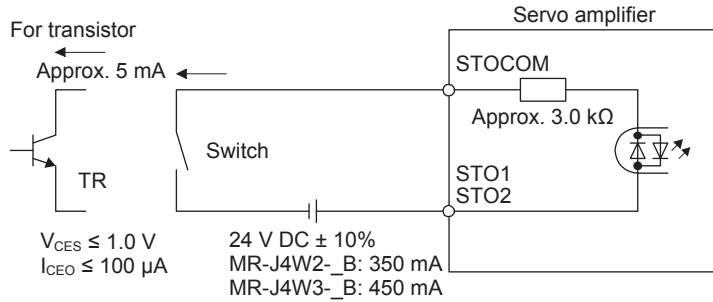 Servo amplifier
For transistor
Approx. 5 mA
STOCOM
Approx. 3.0 kΩ
Switch
TR
STO1
STO2
VCES ≤ 1.0 V
ICEO ≤ 100 μA
24 V DC ± 10%
MR-J4W2-_B: 350 mA
MR-J4W3-_B: 450 mA